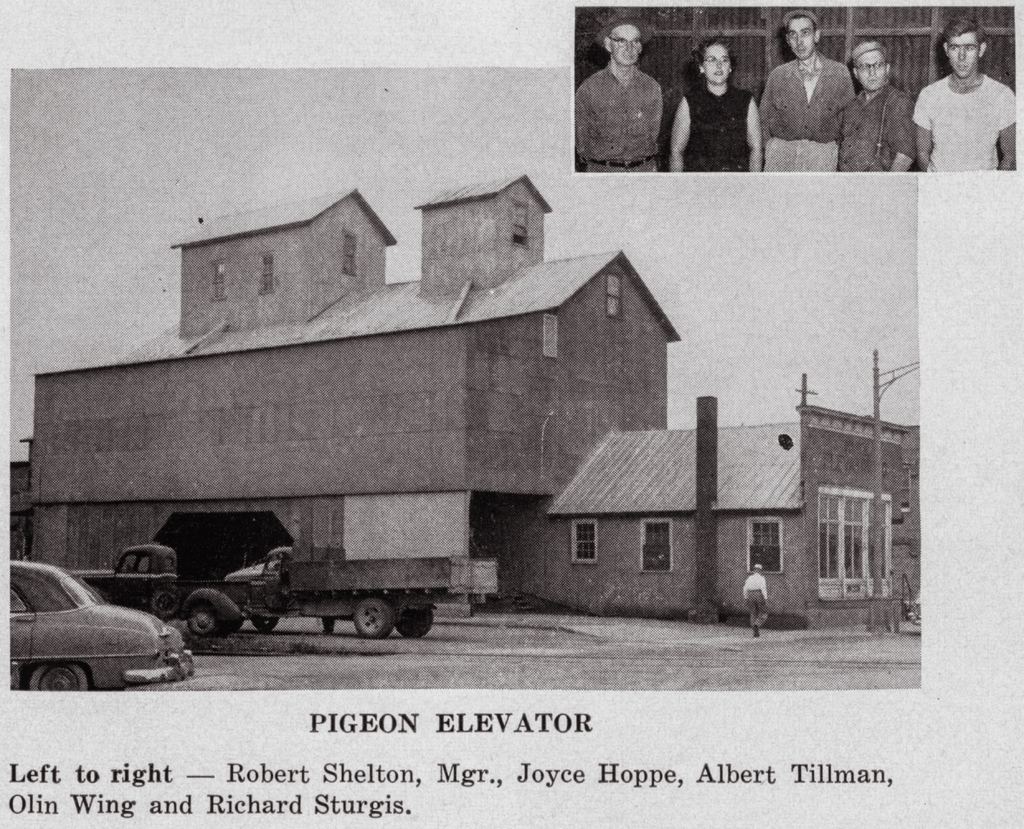 PIGEON ELEVATOR
Left to right — Robert Shelton, Mgr., Joyce Hoppe, Albert Tillman,
Olin Wing and Richard Sturgis.